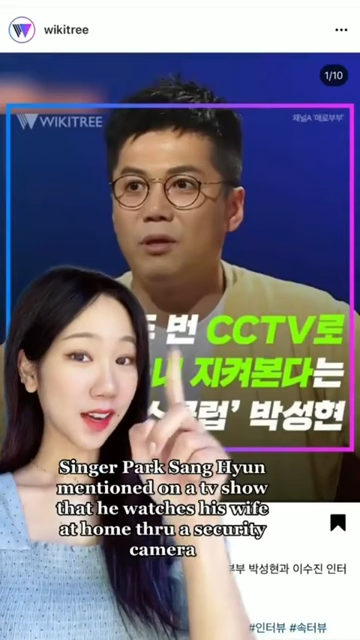 wikitree
1/10
WIKITREE
채널A '애로부부'
번 CCTV로
지켜본다는
박성현
Singer Park Sang Hyun
mentioned on a tv show
that he watches his wife
at home thru a security
camera
박성현과 이수진 인터
#인터뷰 #속터뷰